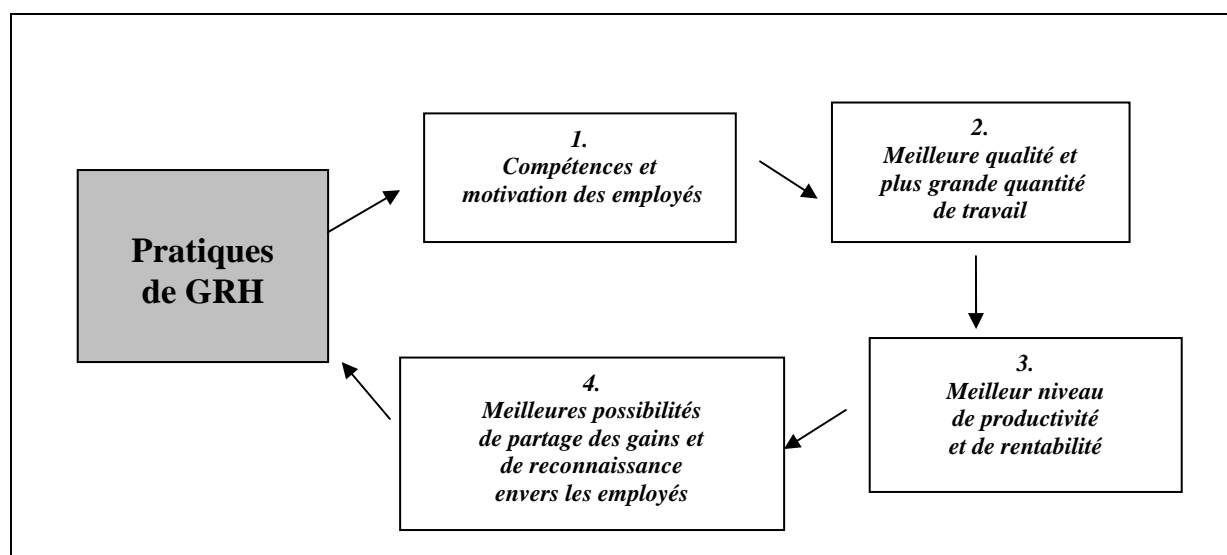 Pratiques
de GRH
1.
Compétences et
motivation des employés
2.
Meilleure qualité et
plus grande quantité
de travail
3.
Meilleur niveau
de productivité
et de rentabilité
4.
Meilleures possibilités
de partage des gains et
de reconnaissance
envers les employés